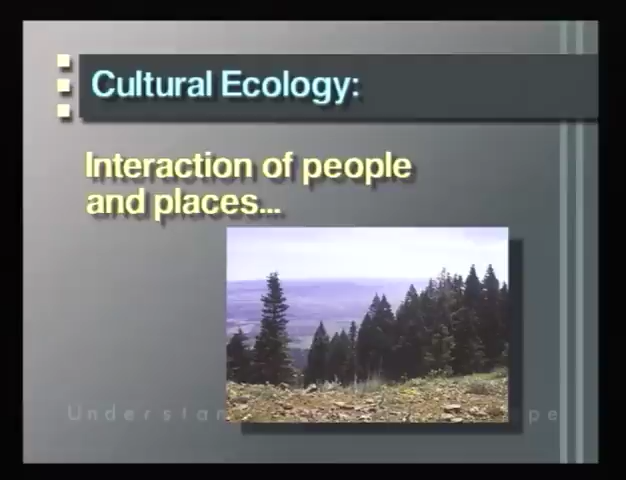 Cultural Ecology:
Interaction of people
and places...